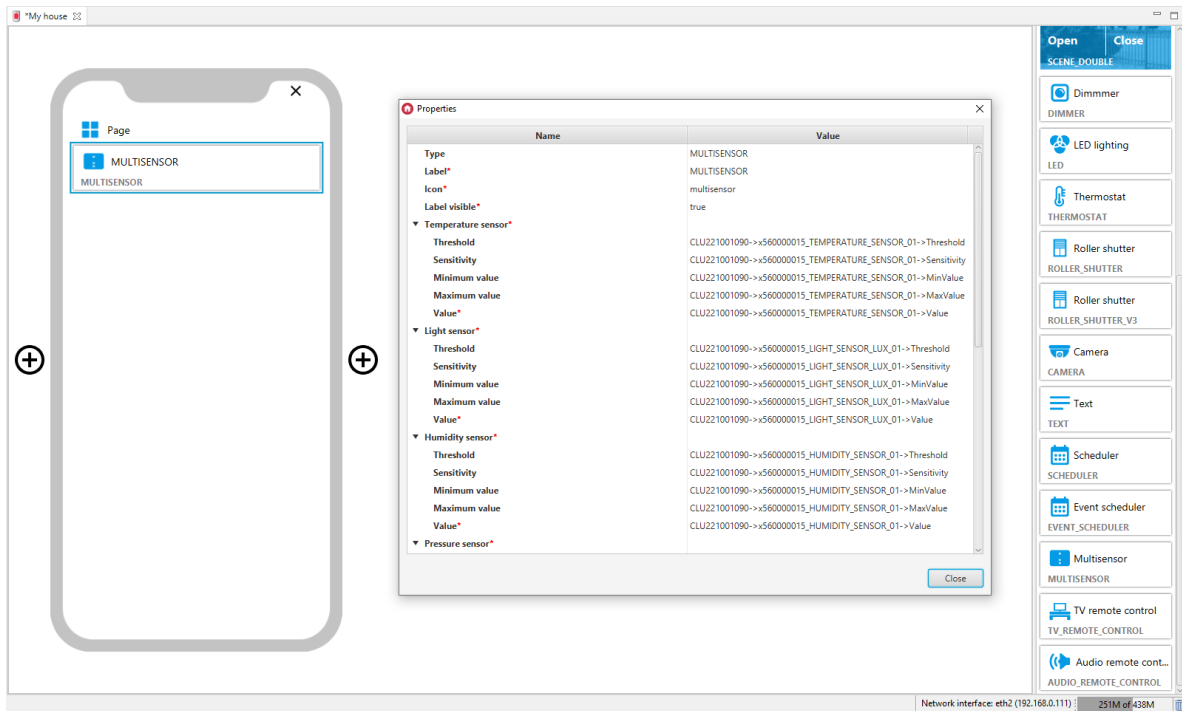 *My house
Page
MULTISENSOR
MULTISENSOR
Properties
Name Value
Type MULTISENSOR
Label* MULTISENSOR
Icon* multisensor
Label visible* true
Temperature sensor*
Threshold CLU221001090->x560000015_TEMPERATURE_SENSOR_01->Threshold
Sensitivity CLU221001090->x560000015_TEMPERATURE_SENSOR_01->Sensitivity
Minimum value CLU221001090->x560000015_TEMPERATURE_SENSOR_01->MinValue
Maximum value CLU221001090->x560000015_TEMPERATURE_SENSOR_01->MaxValue
Value* CLU221001090->x560000015_TEMPERATURE_SENSOR_01->Value
Light sensor*
Threshold CLU221001090->x560000015_LIGHT_SENSOR_LUX_01->Threshold
Sensitivity CLU221001090->x560000015_LIGHT_SENSOR_LUX_01->Sensitivity
Minimum value CLU221001090->x560000015_LIGHT_SENSOR_LUX_01->MinValue
Maximum value CLU221001090->x560000015_LIGHT_SENSOR_LUX_01->MaxValue
Value* CLU221001090->x560000015_LIGHT_SENSOR_LUX_01->Value
Humidity sensor*
Threshold CLU221001090->x560000015_HUMIDITY_SENSOR_01->Threshold
Sensitivity CLU221001090->x560000015_HUMIDITY_SENSOR_01->Sensitivity
Minimum value CLU221001090->x560000015_HUMIDITY_SENSOR_01->MinValue
Maximum value CLU221001090->x560000015_HUMIDITY_SENSOR_01->MaxValue
Value* CLU221001090->x560000015_HUMIDITY_SENSOR_01->Value
Pressure sensor*
Close
Open Close
SCENE_DOUBLE
Dimmmer
DIMMER
LED lighting
LED
Thermostat
THERMOSTAT
Roller shutter
ROLLER_SHUTTER
Roller shutter
ROLLER_SHUTTER_V3
Camera
CAMERA
Text
TEXT
Scheduler
SCHEDULER
Event scheduler
EVENT_SCHEDULER
Multisensor
MULTISENSOR
TV remote control
TV_REMOTE_CONTROL
Audio remote cont...
AUDIO_REMOTE_CONTROL
Network interface: eth2 (192.168.0.111) 251M of 438M